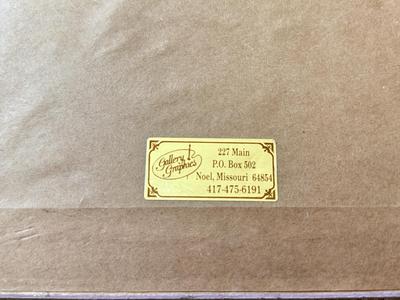 Gallery
Graphics
227 Main
P.O. Box 502
Noel, Missouri 64854
417-475-6191